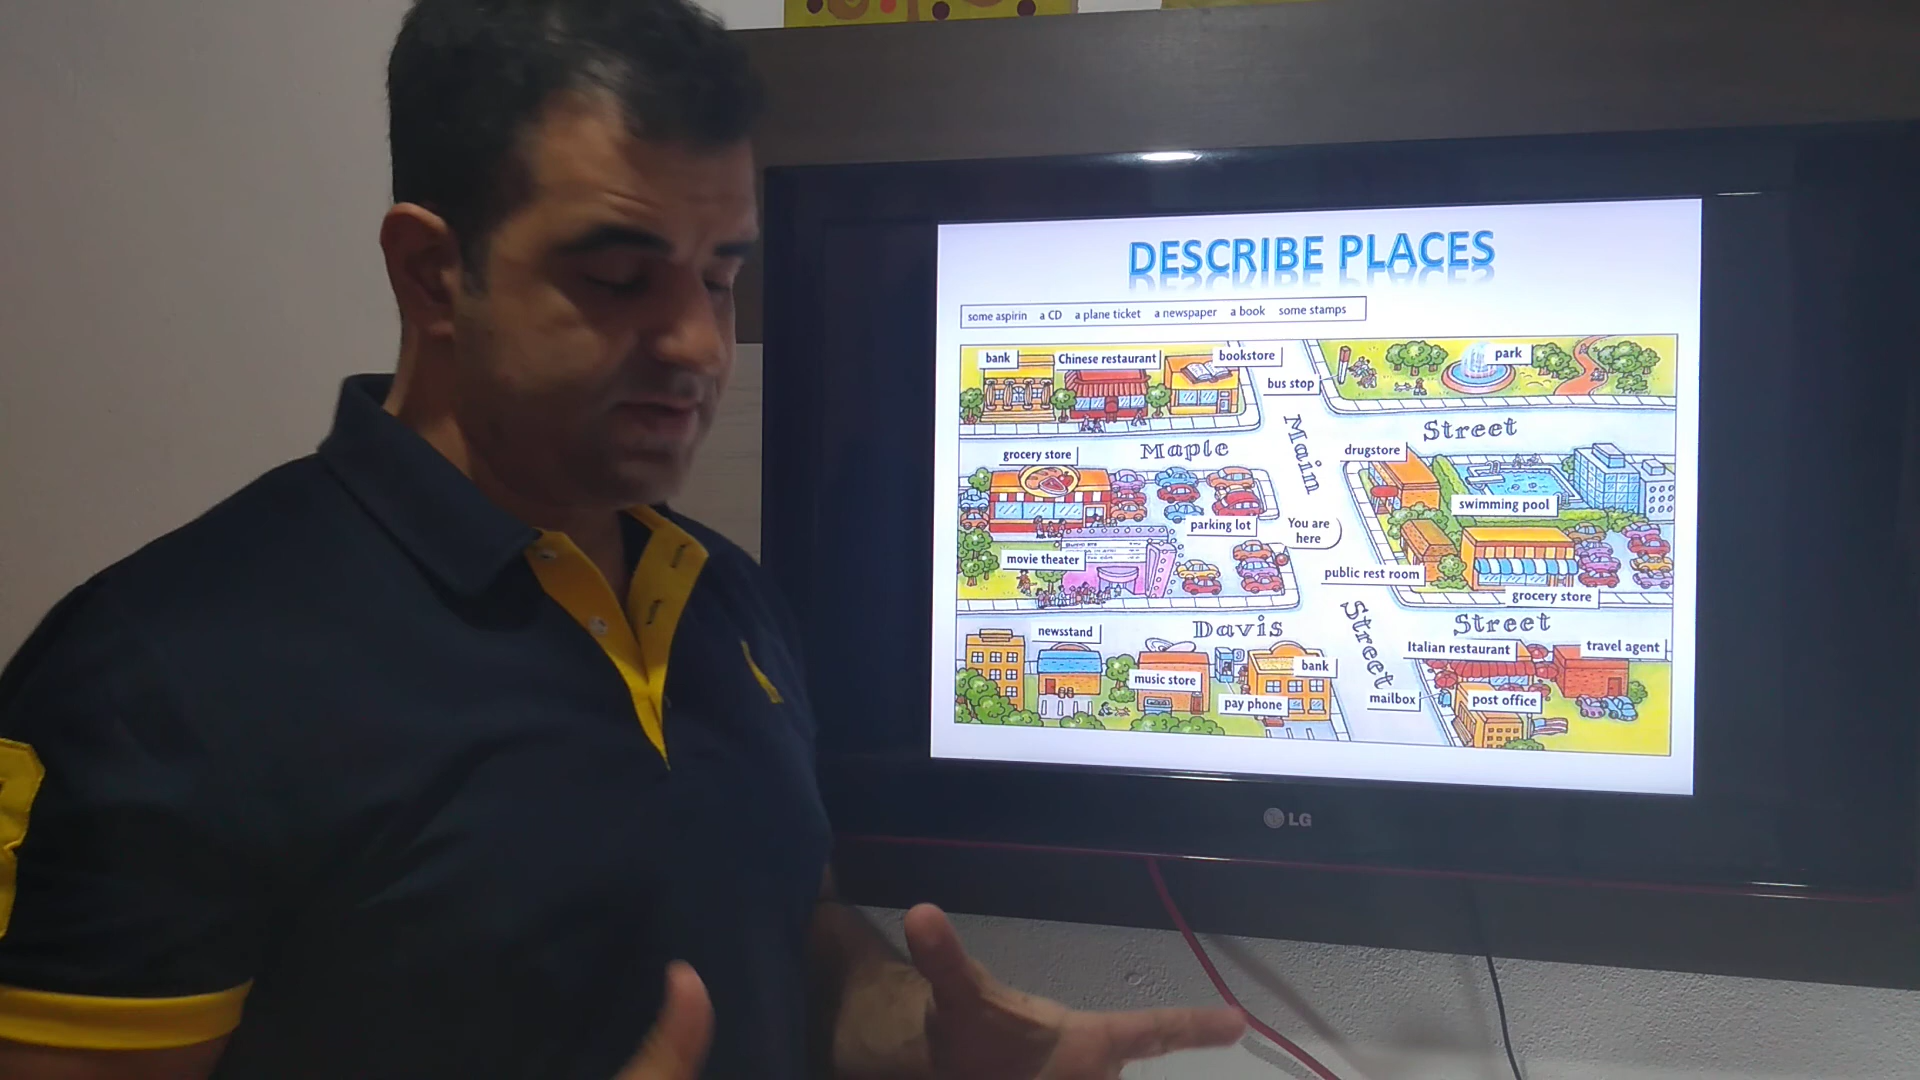 DESCRIBE PLACES
some aspirin a CD a plane ticket a newspaper a book some stamps
bank
Chinese restaurant
bookstore
park
bus stop
Maple
Main
Street
grocery store
drugstore
swimming pool
parking lot
You are
here
movie theater
public rest room
grocery store
Davis
Street
Street
newsstand
music store
bank
pay phone
Italian restaurant
travel agent
mailbox
post office
LG